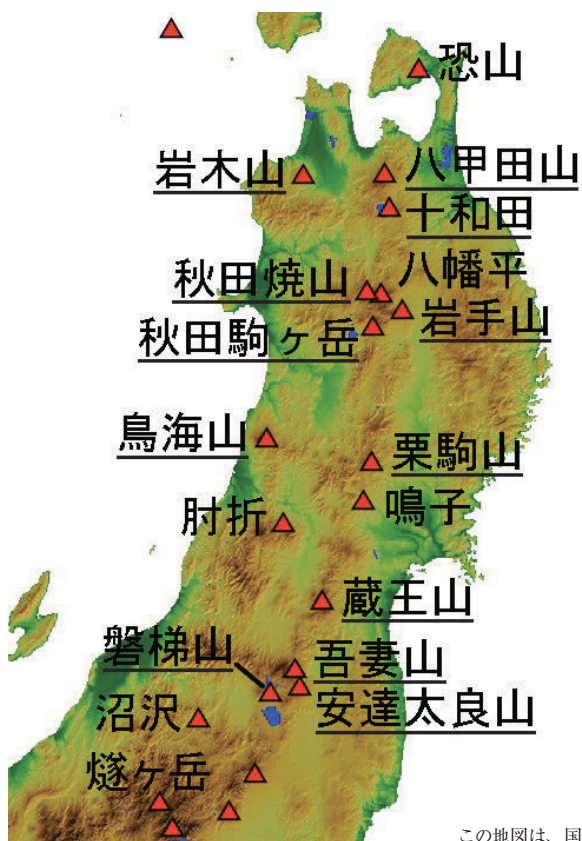 恐山
岩木山
八甲田山
十和田
八幡平
秋田焼山
岩手山
秋田駒ヶ岳
鳥海山
栗駒山
鳴子
肘折
蔵王山
磐梯山
吾妻山
安達太良山
沼沢
燧ヶ岳
この地図は、国